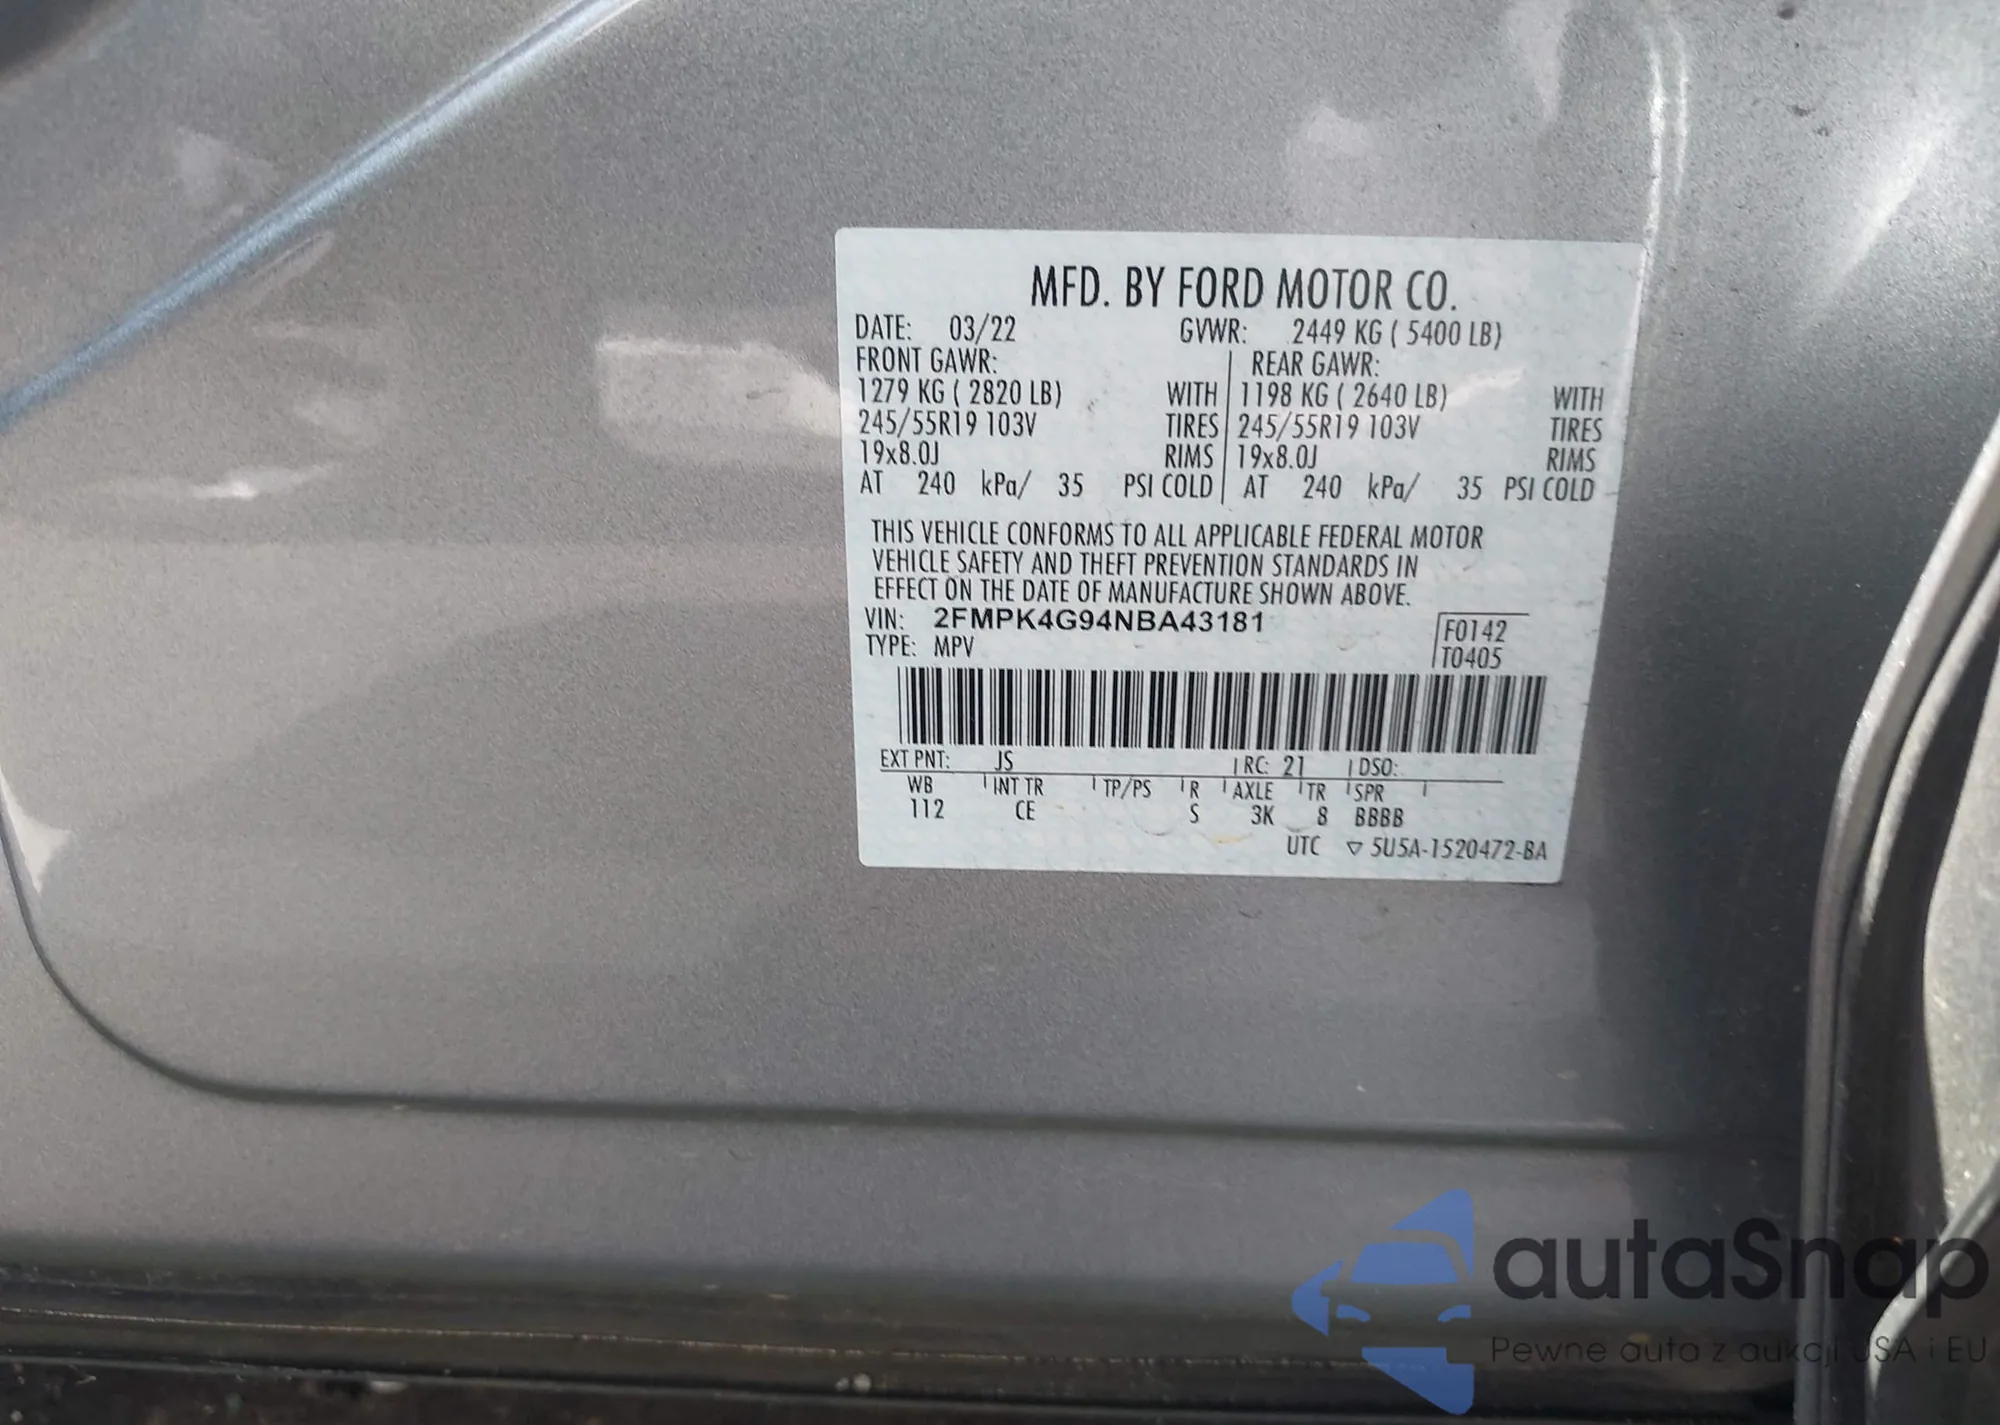 MFD. BY FORD MOTOR CO.
DATE: 03/22 GVWR: 2449 KG ( 5400 LB)
FRONT GAWR: REAR GAWR:
1279 KG ( 2820 LB) WITH 1198 KG ( 2640 LB) WITH
245/55R19 103V TIRES 245/55R19 103V TIRES
19x8.0J RIMS 19x8.0J RIMS
AT 240 kPa/ 35 PSI COLD AT 240 kPa/ 35 PSI COLD
THIS VEHICLE CONFORMS TO ALL APPLICABLE FEDERAL MOTOR
VEHICLE SAFETY AND THEFT PREVENTION STANDARDS IN
EFFECT ON THE DATE OF MANUFACTURE SHOWN ABOVE.
VIN: 2FMPK4G94NBA43181 F0142
TYPE: MPV T0405
EXT PNT: JS RC: 21 DSO:
WB INT TR TP/PS R AXLE TR SPR
112 CE S 3K 8 BBBB
UTC ▽ 5U5A-1520472-BA
autaSnap
Pewne auta z aukcji USA i EU